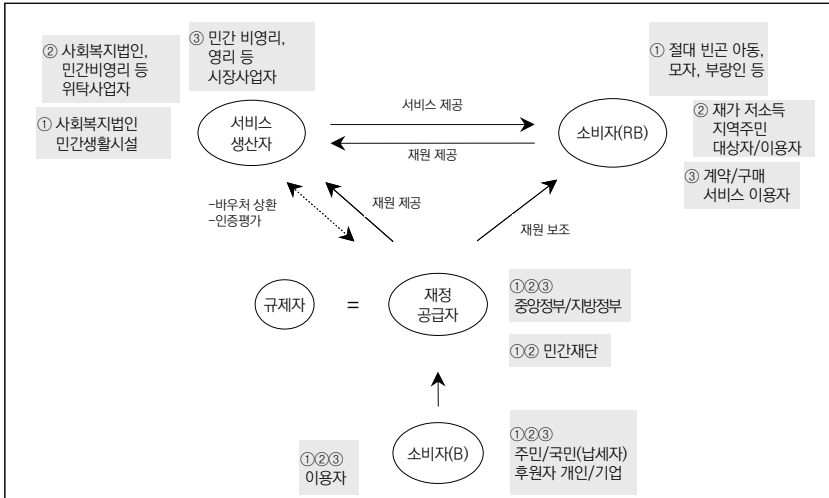 ② 사회복지법인,
민간비영리 등
위탁사업자
③ 민간 비영리,
영리 등
시장사업자
① 절대 빈곤 아동,
모자, 부랑인 등
① 사회복지법인
민간생활시설
서비스
생산자
서비스 제공
재원 제공
소비자(RB)
② 재가 저소득
지역주민
대상자/이용자
③ 계약/구매
서비스 이용자
-바우처 상환
-인증평가
재원 제공
재원 보조
규제자
=
재정
공급자
①②③
중앙정부/지방정부
①② 민간재단
①②③
이용자
소비자(B)
①②③
주민/국민(납세자)
후원자 개인/기업